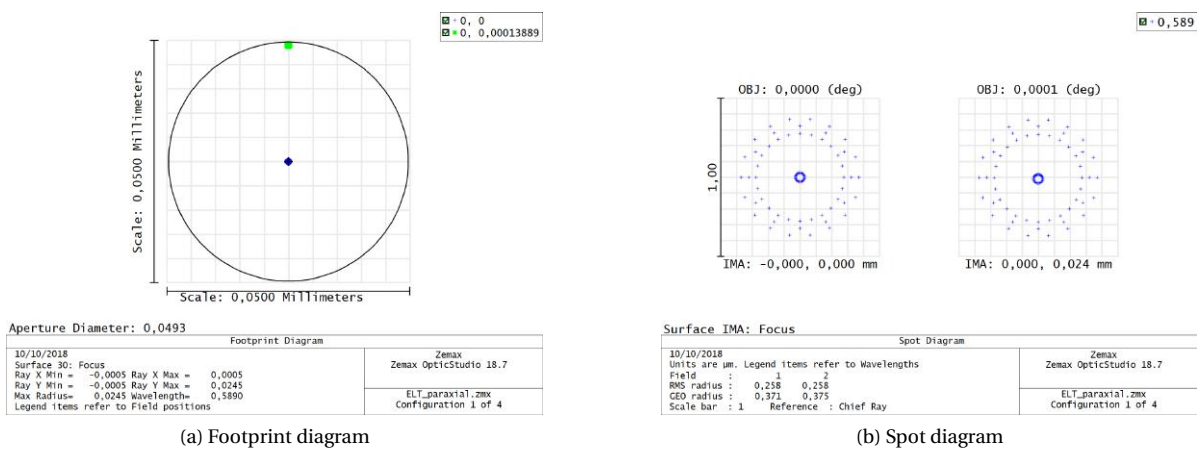 0, 0
0, 0,00013889
Scale: 0,0500 Millimeters
Scale: 0,0500 Millimeters
Aperture Diameter: 0,0493
Footprint Diagram
10/10/2018
Surface 30: Focus
Ray X Min = -0,0005 Ray X Max = 0,0005
Ray Y Min = -0,0005 Ray Y Max = 0,0245
Max Radius= 0,0245 Wavelength= 0,5890
Legend items refer to Field positions
Zemax
Zemax OpticStudio 18.7
ELT_paraxial.zmx
Configuration 1 of 4
(a) Footprint diagram
0,589
OBJ: 0,0000 (deg)
OBJ: 0,0001 (deg)
1,00
IMA: -0,000, 0,000 mm
IMA: 0,000, 0,024 mm
Surface IMA: Focus
Spot Diagram
10/10/2018
Units are µm. Legend items refer to Wavelengths
Field : 1 2
RMS radius : 0,258 0,258
GEO radius : 0,371 0,375
Scale bar : 1 Reference : Chief Ray
Zemax
Zemax OpticStudio 18.7
ELT_paraxial.zmx
Configuration 1 of 4
(b) Spot diagram